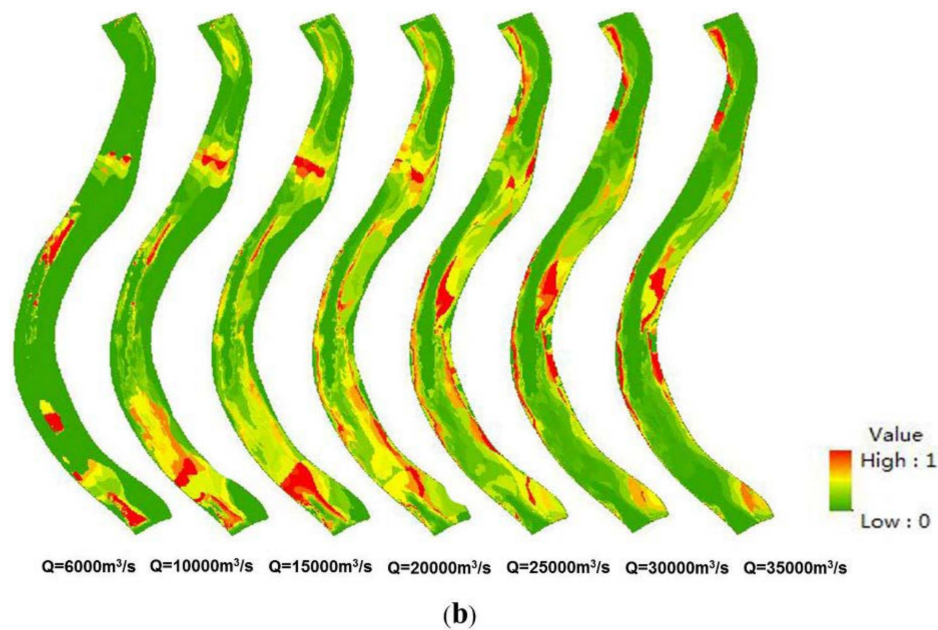 Value
High : 1
Low : 0
Q=6000m³/s Q=10000m³/s Q=15000m³/s Q=20000m³/s Q=25000m³/s Q=30000m³/s Q=35000m³/s
(b)